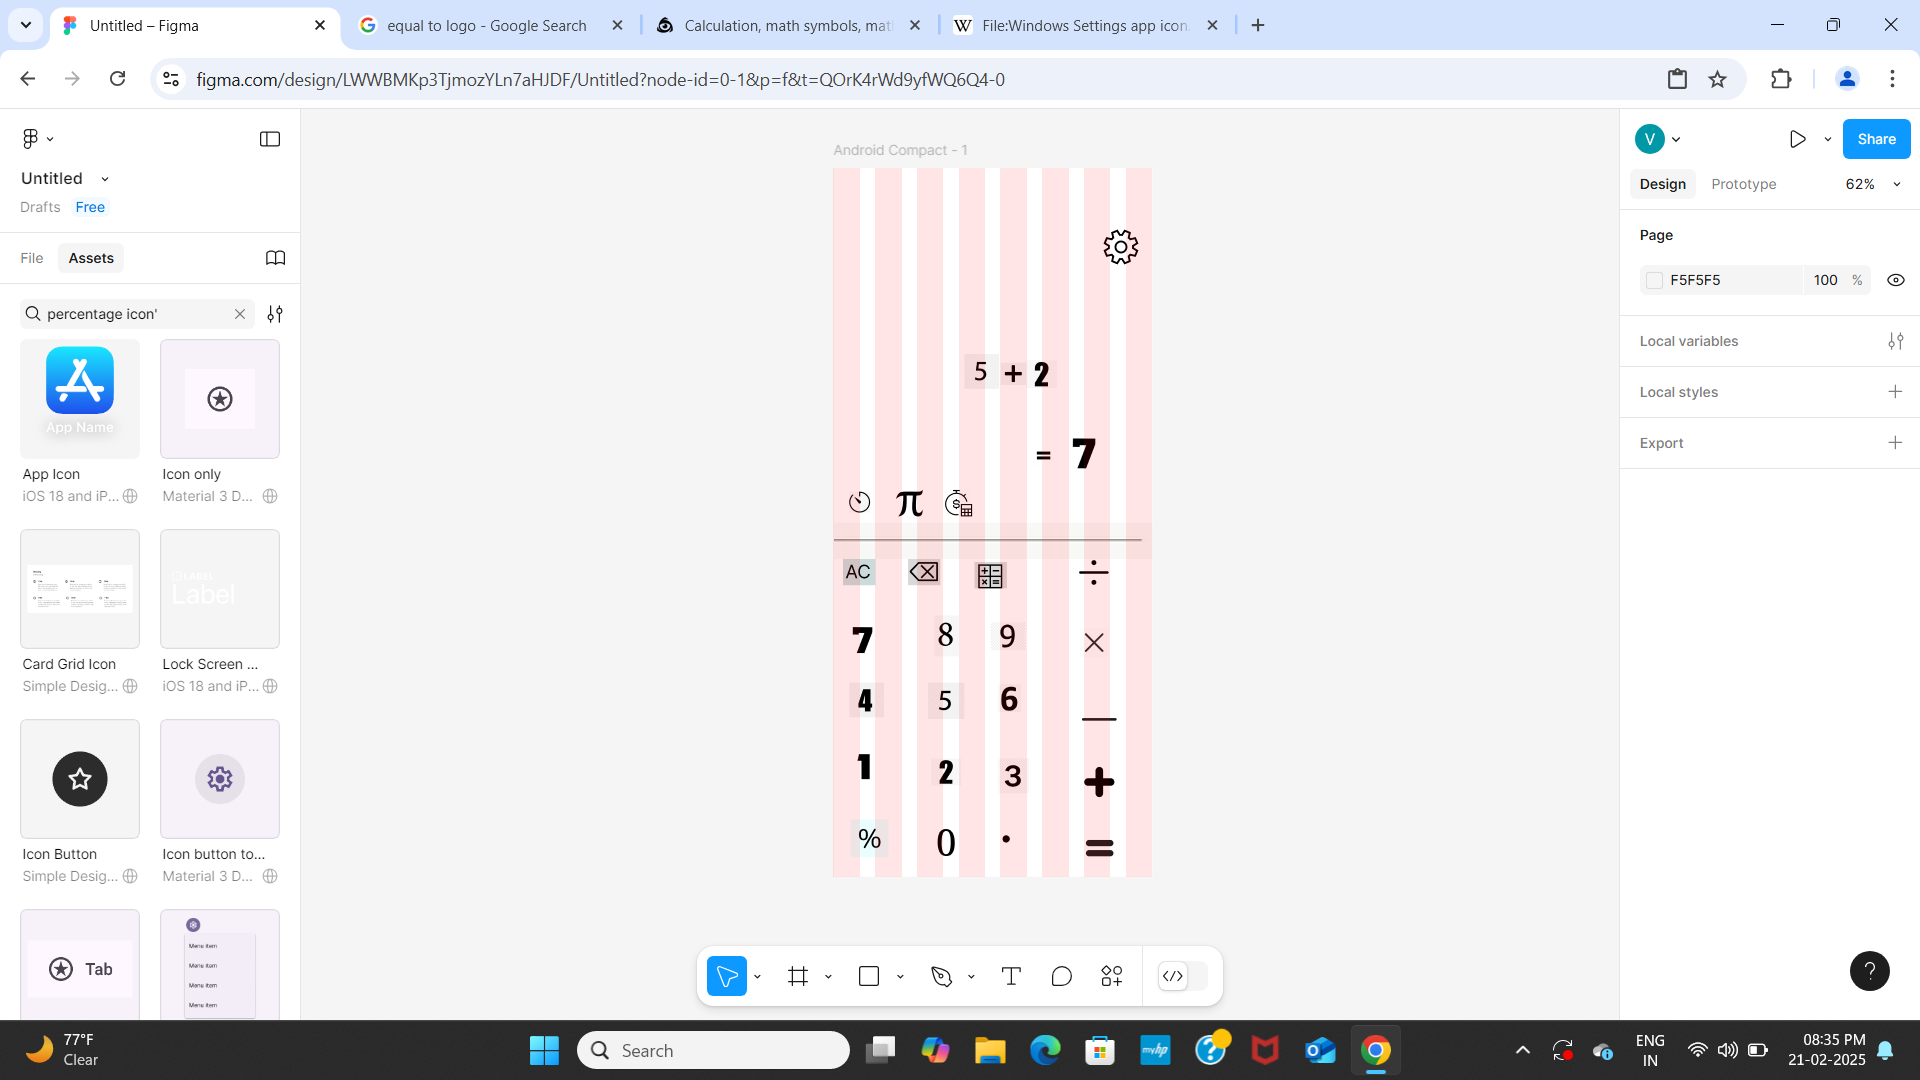 Untitled – Figma
equal to logo - Google Search
Calculation, math symbols, mat
File:Windows Settings app icon.
figma.com/design/LWWBMKp3TjmozYLn7aHJDF/Untitled?node-id=0-1&p=f&t=QOrK4rWd9yfWQ6Q4-0
Untitled
Drafts Free
File Assets
percentage icon'
App Name
App Icon
iOS 18 and iP...
Icon only
Material 3 D...
LABEL
Label
Card Grid Icon
Simple Desig...
Lock Screen ...
iOS 18 and iP...
Icon Button
Simple Desig...
Icon button to...
Material 3 D...
Tab
Menu item
Menu item
Menu item
Menu item
Android Compact - 1
5 + 2
= 7
π
$
AC ÷
7 8 9 ×
4 5 6 —
1 2 3 +
% 0 . =
V
Share
Design Prototype 62%
Page
F5F5F5 100 %
Local variables
Local styles
Export
?
77°F
Clear
Search
myhp
ENG
IN
08:35 PM
21-02-2025